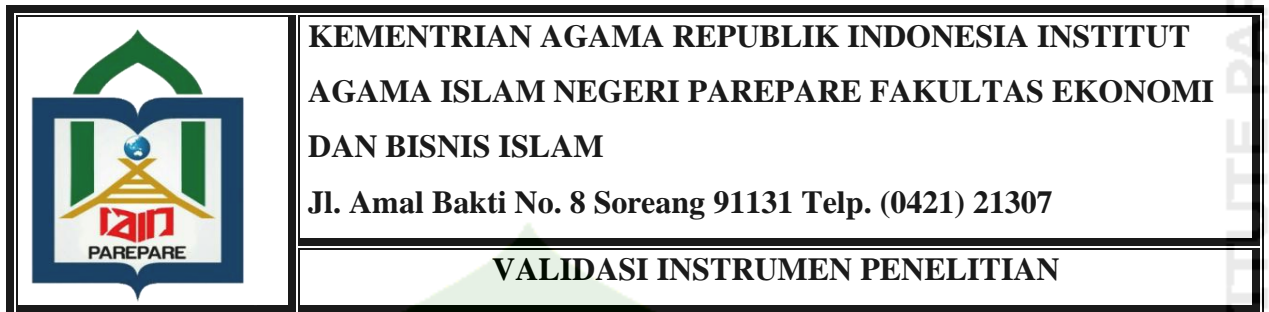 KEMENTRIAN AGAMA REPUBLIK INDONESIA INSTITUT
AGAMA ISLAM NEGERI PAREPARE FAKULTAS EKONOMI
DAN BISNIS ISLAM
Jl. Amal Bakti No. 8 Soreang 91131 Telp. (0421) 21307
VALIDASI INSTRUMEN PENELITIAN
IAIN
PAREPARE